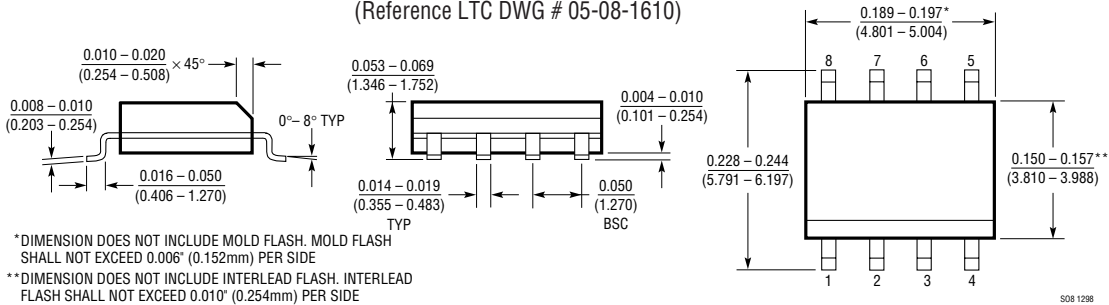 (Reference LTC DWG # 05-08-1610)
0.010 – 0.020
(0.254 – 0.508)
× 45°
0.008 – 0.010
(0.203 – 0.254)
0°– 8° TYP
0.016 – 0.050
(0.406 – 1.270)
0.053 – 0.069
(1.346 – 1.752)
0.004 – 0.010
(0.101 – 0.254)
0.014 – 0.019
(0.355 – 0.483)
TYP
0.050
(1.270)
BSC
0.189 – 0.197*
(4.801 – 5.004)
8 7 6 5
0.228 – 0.244
(5.791 – 6.197)
0.150 – 0.157**
(3.810 – 3.988)
1 2 3 4
*DIMENSION DOES NOT INCLUDE MOLD FLASH. MOLD FLASH
SHALL NOT EXCEED 0.006" (0.152mm) PER SIDE
**DIMENSION DOES NOT INCLUDE INTERLEAD FLASH. INTERLEAD
FLASH SHALL NOT EXCEED 0.010" (0.254mm) PER SIDE
SO8 1298